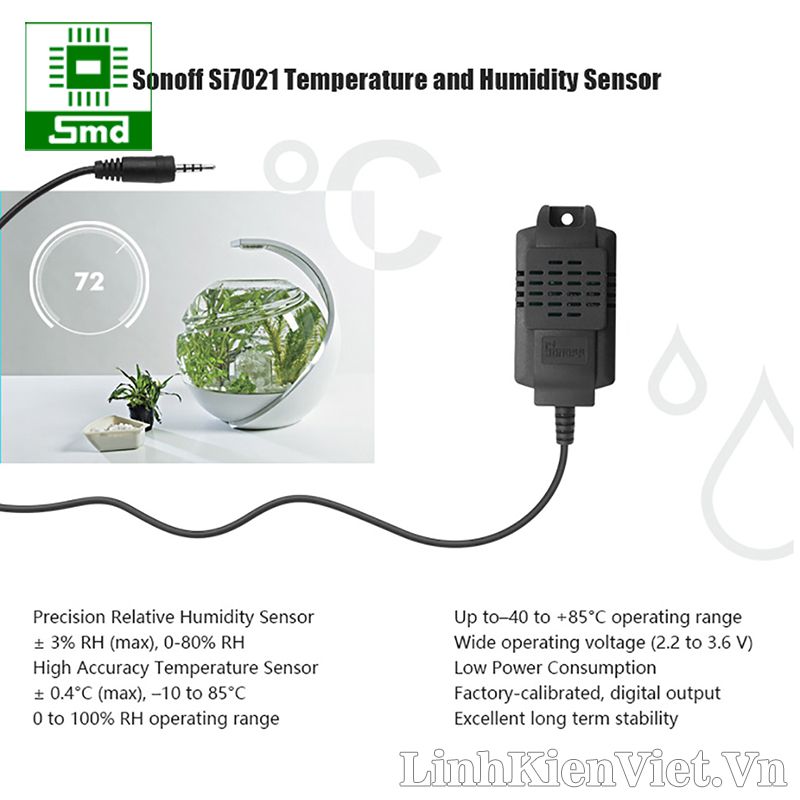 Smd
Sonoff Si7021 Temperature and Humidity Sensor
°C
72
SONOFF
Precision Relative Humidity Sensor
± 3% RH (max), 0-80% RH
High Accuracy Temperature Sensor
± 0.4°C (max), –10 to 85°C
0 to 100% RH operating range
Up to–40 to +85°C operating range
Wide operating voltage (2.2 to 3.6 V)
Low Power Consumption
Factory-calibrated, digital output
Excellent long term stability
LinhKienViet.Vn